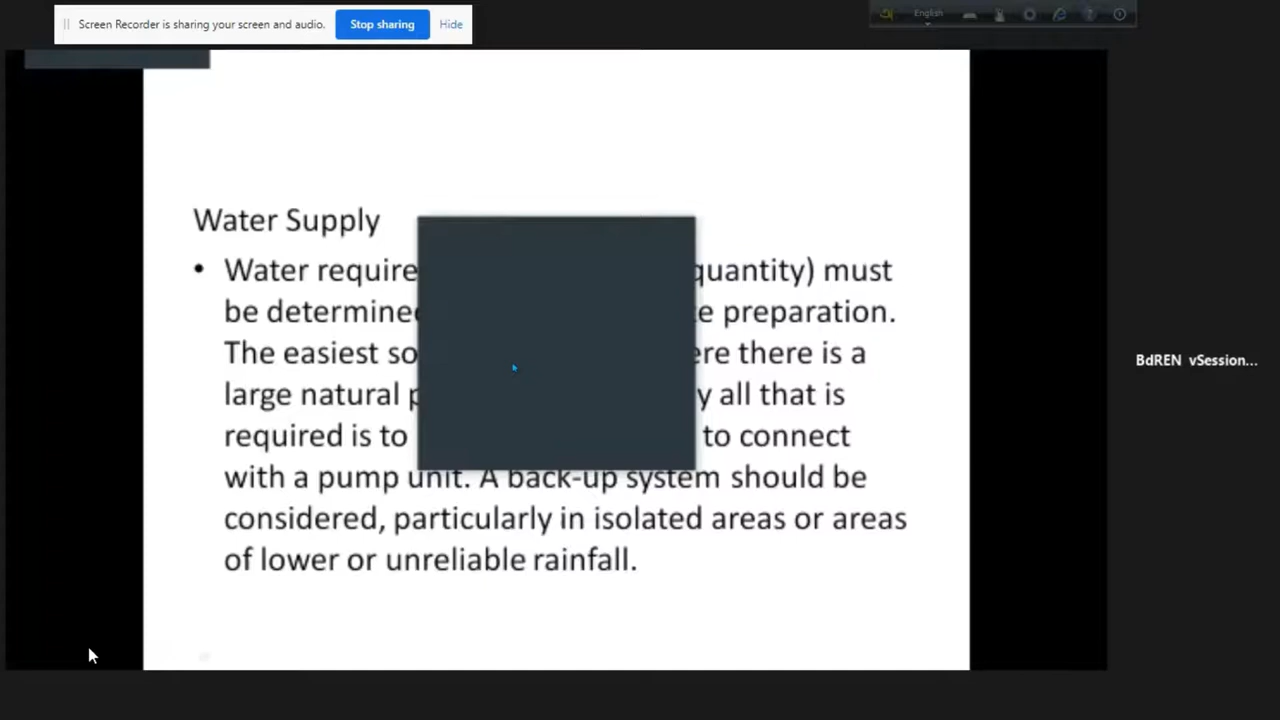 Screen Recorder is sharing your screen and audio. Stop sharing Hide
English
Water Supply
• Water require quantity) must
be determine preparation.
The easiest so there is a
large natural all that is
required is to to connect
with a pump unit. A back-up system should be
considered, particularly in isolated areas or areas
of lower or unreliable rainfall.
BdREN vSession...